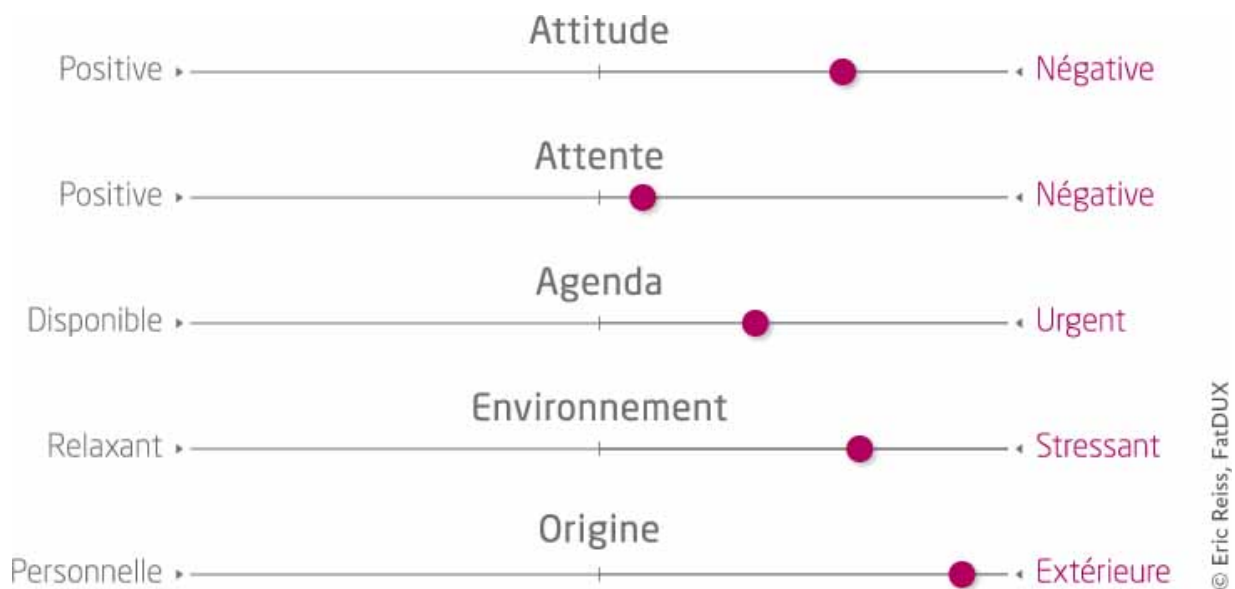 Attitude
Positive Négative
Attente
Positive Négative
Agenda
Disponible Urgent
Environnement
Relaxant Stressant
Origine
Personnelle Extérieure
© Eric Reiss, FatDUX